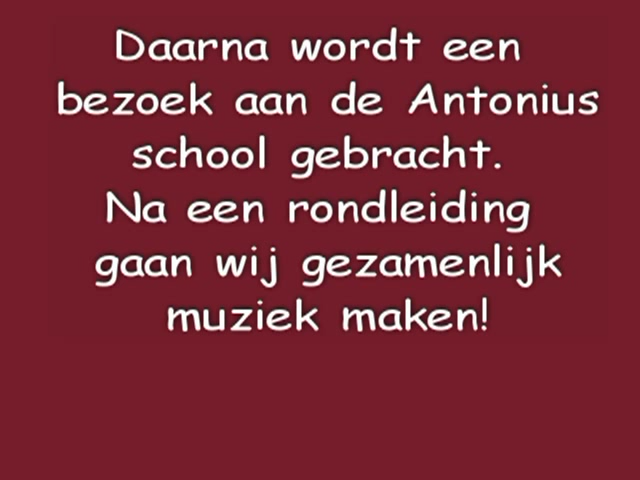 Daarna wordt een
bezoek aan de Antonius
school gebracht.
Na een rondleiding
gaan wij gezamenlijk
muziek maken!